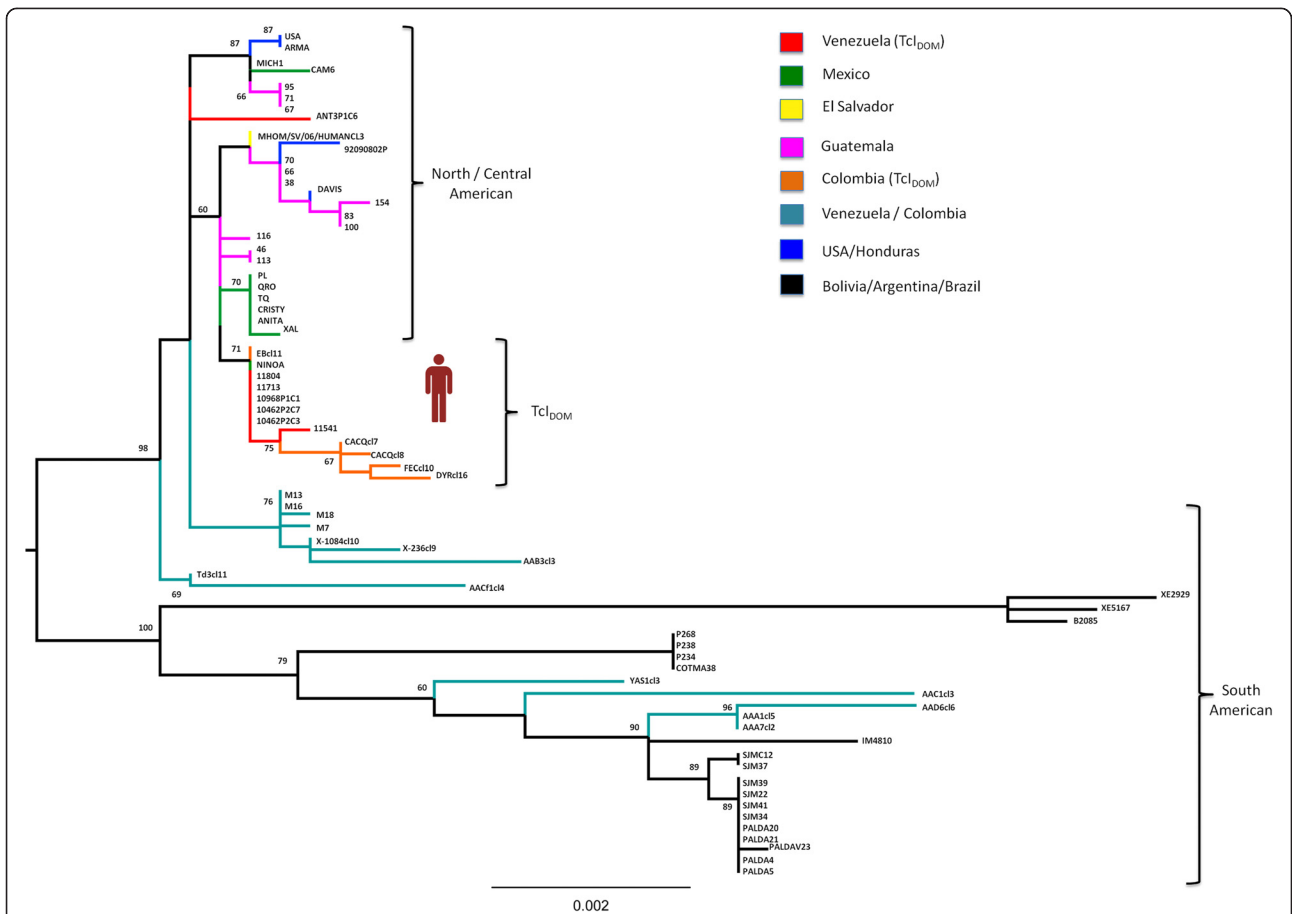 87
USA
ARMA
87
MICH1
CAM6
66
95
71
67
ANT3P1C6
MHOM/SV/06/HUMANCL3
92090802P
70
66
38
DAVIS
154
83
100
60
116
46
113
70
PL
QRO
TQ
CRISTY
ANITA
XAL
North / Central
American
71
EBcl11
NINOA
11804
11713
10968P1C1
10462P2C7
10462P2C3
11541
75
CACQcl7
CACQcl8
67
FECcl10
DYRcl16
TcI_DOM
98
76
M13
M16
M18
M7
X-1084cl10
X-236cl9
AAB3cl3
Td3cl11
AACf1cl4
69
XE2929
XE5167
B2085
100
P268
P238
P234
COTMA38
79
YAS1cl3
60
AAC1cl3
96
AAD6cl6
AAA1cl5
AAA7cl2
90
IM4810
SJMC12
SJM37
89
SJM39
SJM22
SJM41
SJM34
89
PALDA20
PALDA21
PALDAV23
PALDA4
PALDA5
South
American
0.002
Venezuela (TcI_DOM)
Mexico
El Salvador
Guatemala
Colombia (TcI_DOM)
Venezuela / Colombia
USA/Honduras
Bolivia/Argentina/Brazil